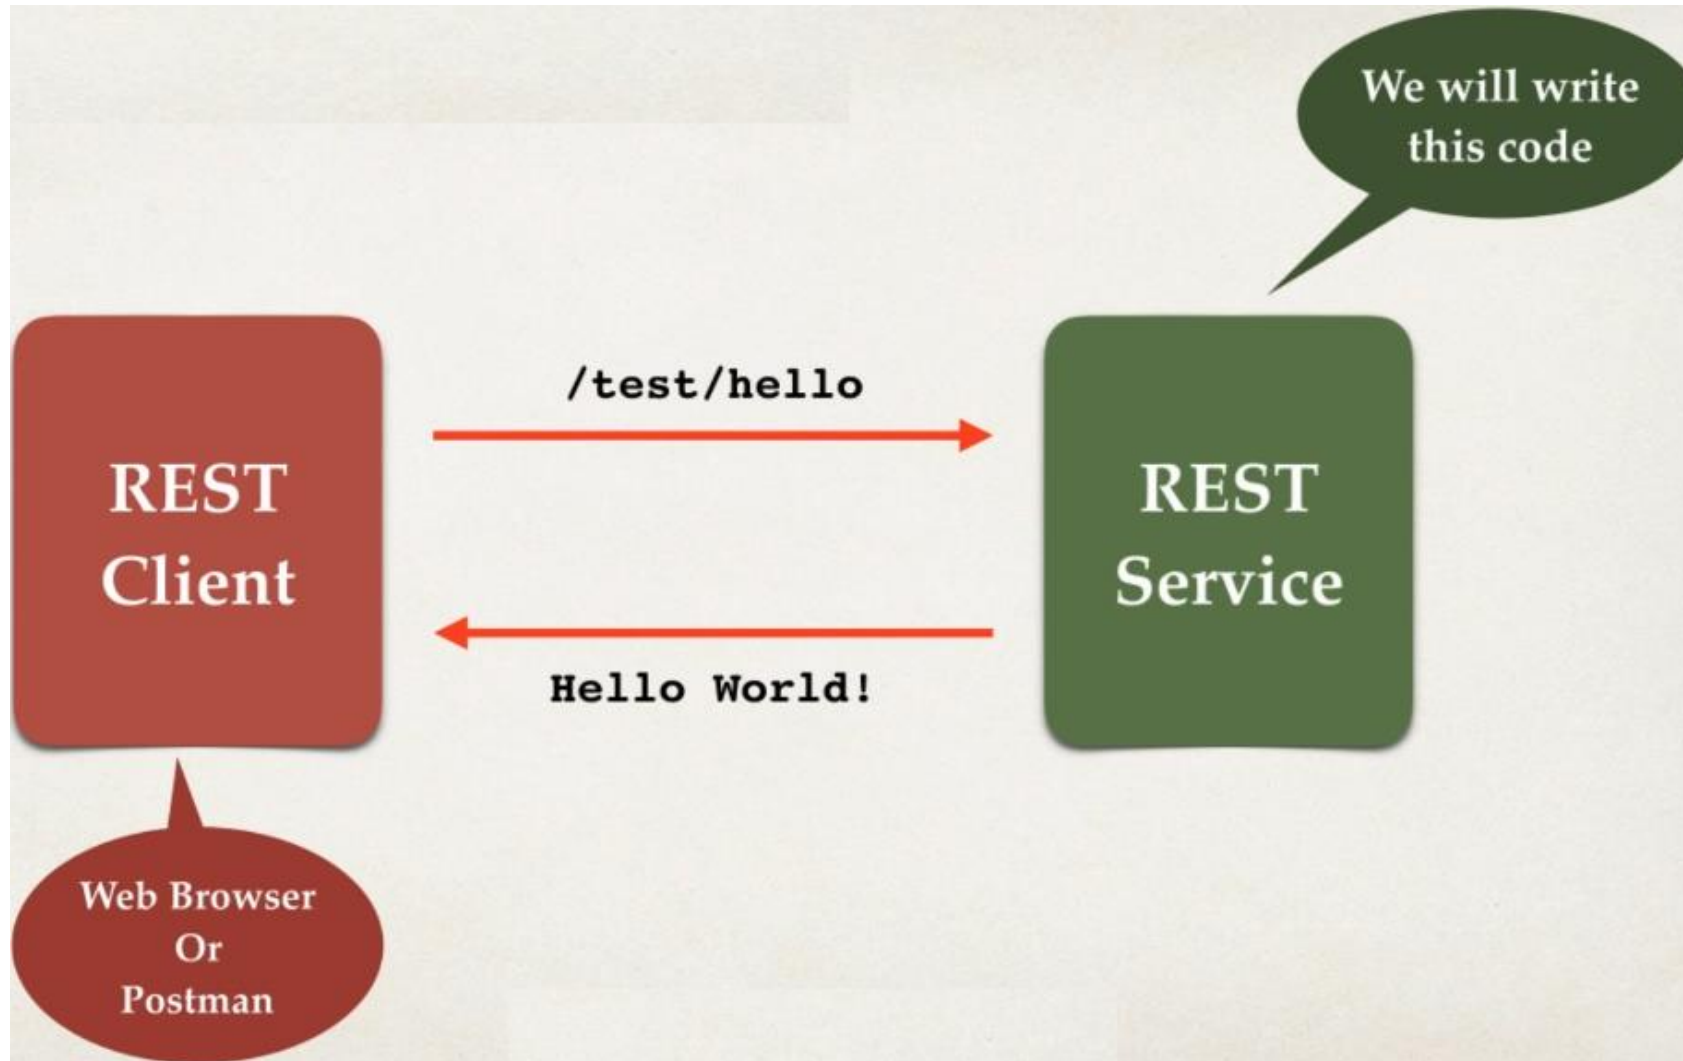 We will write
this code
/test/hello
REST
Client
REST
Service
Hello World!
Web Browser
Or
Postman